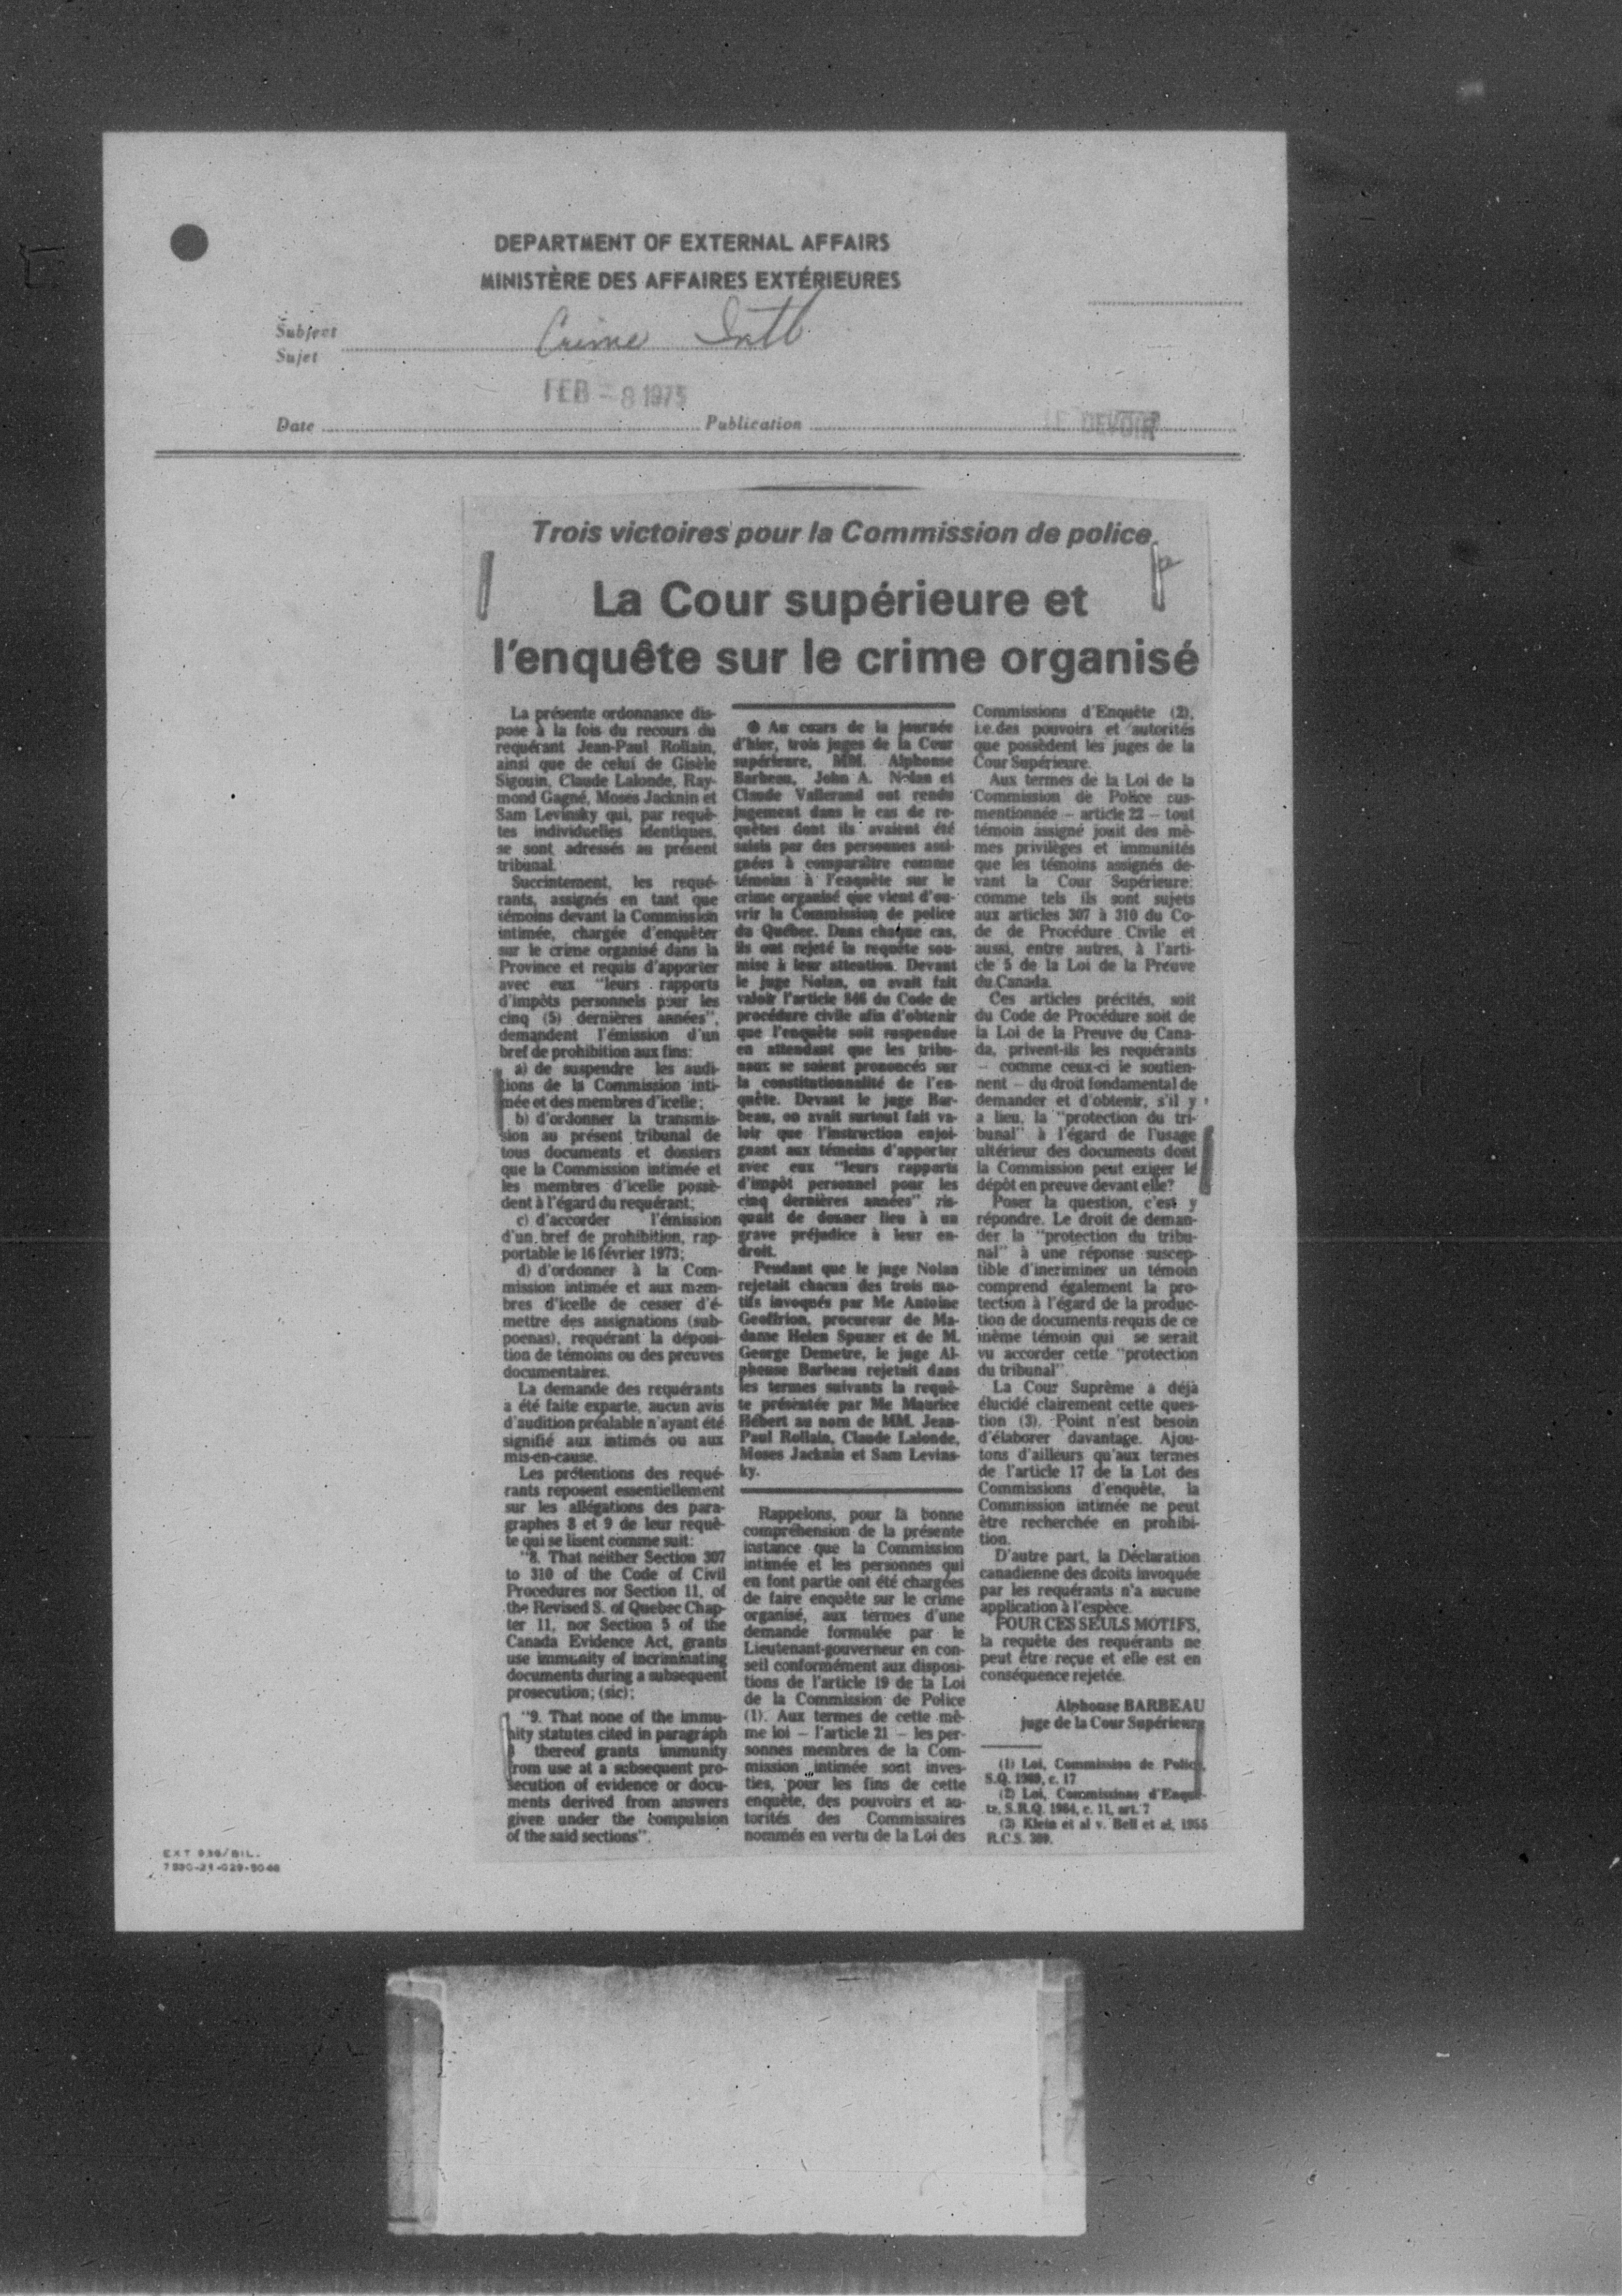 DEPARTMENT OF EXTERNAL AFFAIRS
MINISTÈRE DES AFFAIRES EXTÉRIEURES
Subject
Sujet
Crime Intl
FEB - 8 1973
Date
Publication
LE DEVOIR
Trois victoires pour la Commission de police
La Cour supérieure et
l'enquête sur le crime organisé
La présente ordonnance dis-
pose à la fois du recours du
requérant Jean-Paul Rollain,
ainsi que de celui de Gisèle
Sigouin, Claude Lalonde, Ray-
mond Gagné, Moses Jacknin et
Sam Levinsky qui, par requê-
tes individuelles identiques,
se sont adressés au présent
tribunal.
Succintement, les requé-
rants, assignés en tant que
témoins devant la Commission
intimée, chargée d'enquêter
sur le crime organisé dans la
Province et requis d'apporter
avec eux "leurs rapports
d'impôts personnels pour les
cinq (5) dernières années",
demandent l'émission d'un
bref de prohibition aux fins:
a) de suspendre les audi-
tions de la Commission inti-
mée et des membres d'icelle;
b) d'ordonner la transmis-
sion au présent tribunal de
tous documents et dossiers
que la Commission intimée et
les membres d'icelle possè-
dent à l'égard du requérant;
c) d'accorder l'émission
d'un bref de prohibition, rap-
portable le 16 février 1973;
d) d'ordonner à la Com-
mission intimée et aux mem-
bres d'icelle de cesser d'é-
mettre des assignations (sub-
poenas), requérant la déposi-
tion de témoins ou des preuves
documentaires.
La demande des requérants
a été faite exparte, aucun avis
d'audition préalable n'ayant été
signifié aux intimés ou aux
mis-en-cause.
Les prétentions des requé-
rants reposent essentiellement
sur les allégations des para-
graphes 8 et 9 de leur requê-
te qui se lisent comme suit:
"8. That neither Section 307
to 310 of the Code of Civil
Procedures nor Section 11, of
the Revised S. of Quebec Chap-
ter 11, nor Section 5 of the
Canada Evidence Act, grants
use immunity of incriminating
documents during a subsequent
prosecution; (sic);
"9. That none of the immu-
nity statutes cited in paragraph
8 thereof grants immunity
from use at a subsequent pro-
secution of evidence or docu-
ments derived from answers
given under the compulsion
of the said sections".
● Au cours de la journée
d'hier, trois juges de la Cour
supérieure, MM. Alphonse
Barbeau, John A. Nolan et
Claude Vallerand ont rendu
jugement dans le cas de re-
quêtes dont ils avaient été
saisis par des personnes assi-
gnées à comparaître comme
témoins à l'enquête sur le
crime organisé que vient d'ou-
vrir la Commission de police
du Québec. Dans chaque cas,
ils ont rejeté la requête sou-
mise à leur attention. Devant
le juge Nolan, on avait fait
valoir l'article 846 du Code de
procédure civile afin d'obtenir
que l'enquête soit suspendue
en attendant que les tribu-
naux se soient prononcés sur
la constitutionnalité de l'en-
quête. Devant le juge Bar-
beau, on avait surtout fait va-
loir que l'instruction enjoi-
gnant aux témoins d'apporter
avec eux "leurs rapports
d'impôt personnel pour les
cinq dernières années" ris-
quait de donner lieu à un
grave préjudice à leur en-
droit.
Pendant que le juge Nolan
rejetait chacun des trois mo-
tifs invoqués par Me Antoine
Geoffrion, procureur de Ma-
dame Helen Spuzer et de M.
George Demetre, le juge Al-
phonse Barbeau rejetait dans
les termes suivants la requê-
te présentée par Me Maurice
Hébert au nom de MM. Jean-
Paul Rollain, Claude Lalonde,
Moses Jacknin et Sam Levins-
ky.
Rappelons, pour la bonne
compréhension de la présente
instance que la Commission
intimée et les personnes qui
en font partie ont été chargées
de faire enquête sur le crime
organisé, aux termes d'une
demande formulée par le
Lieutenant-gouverneur en con-
seil conformément aux disposi-
tions de l'article 19 de la Loi
de la Commission de Police
(1). Aux termes de cette mê-
me loi – l'article 21 – les per-
sonnes membres de la Com-
mission intimée sont inves-
ties, pour les fins de cette
enquête, des pouvoirs et au-
torités des Commissaires
nommés en vertu de la Loi des
Commissions d'Enquête (2),
i.e.des pouvoirs et autorités
que possèdent les juges de la
Cour Supérieure.
Aux termes de la Loi de la
Commission de Police sus-
mentionnée – article 22 – tout
témoin assigné jouit des mê-
mes privilèges et immunités
que les témoins assignés de-
vant la Cour Supérieure:
comme tels ils sont sujets
aux articles 307 à 310 du Co-
de de Procédure Civile et
aussi, entre autres, à l'arti-
cle 5 de la Loi de la Preuve
du Canada.
Ces articles précités, soit
du Code de Procédure soit de
la Loi de la Preuve du Cana-
da, privent-ils les requérants
– comme ceux-ci le soutien-
nent – du droit fondamental de
demander et d'obtenir, s'il y
a lieu, la "protection du tri-
bunal" à l'égard de l'usage
ultérieur des documents dont
la Commission peut exiger le
dépôt en preuve devant elle?
Poser la question, c'est y
répondre. Le droit de deman-
der la "protection du tribu-
nal" à une réponse suscep-
tible d'incriminer un témoin
comprend également la pro-
tection à l'égard de la produc-
tion de documents requis de ce
même témoin qui se serait
vu accorder cette "protection
du tribunal".
La Cour Suprême a déjà
élucidé clairement cette ques-
tion (3). Point n'est besoin
d'élaborer davantage. Ajou-
tons d'ailleurs qu'aux termes
de l'article 17 de la Loi des
Commissions d'enquête, la
Commission intimée ne peut
être recherchée en prohibi-
tion.
D'autre part, la Déclaration
canadienne des droits invoquée
par les requérants n'a aucune
application à l'espèce.
POUR CES SEULS MOTIFS,
la requête des requérants ne
peut être reçue et elle est en
conséquence rejetée.
Alphonse BARBEAU
juge de la Cour Supérieure
(1) Loi, Commission de Police,
S.Q. 1968, c. 17
(2) Loi, Commissions d'Enquê-
te, S.R.Q. 1964, c. 11, art. 7
(3) Klein et al v. Bell et al, 1955
R.C.S. 309.
EXT 930/BIL.
7530-21-029-5046